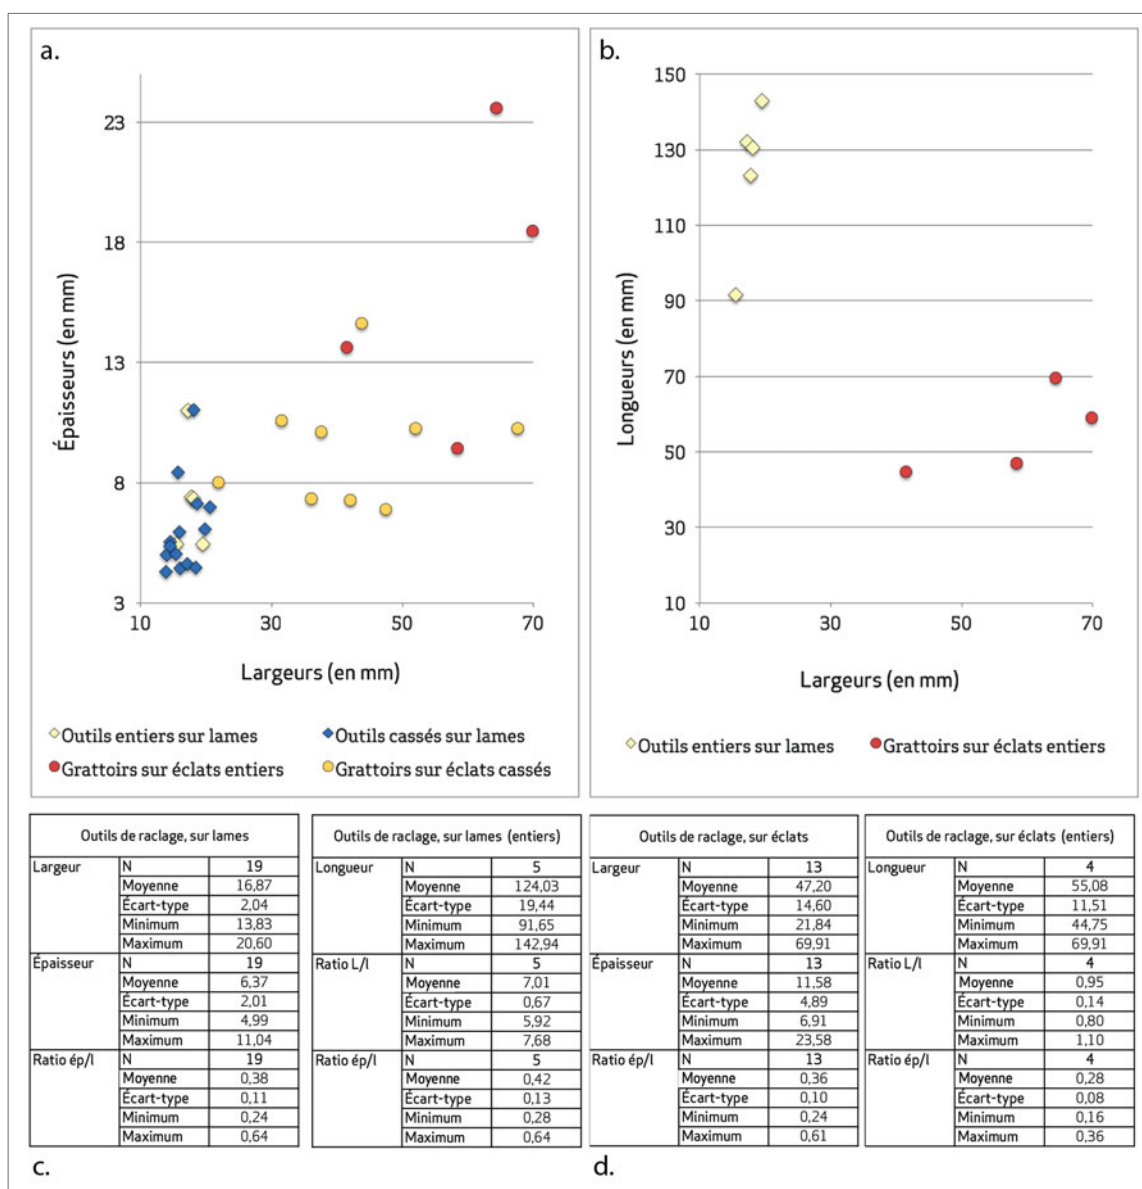 a.
Épaisseurs (en mm)
23
18
13
8
3
10 30 50 70
Largeurs (en mm)
Outils entiers sur lames
Outils cassés sur lames
Grattoirs sur éclats entiers
Grattoirs sur éclats cassés
b.
Longueurs (en mm)
150
130
110
90
70
50
30
10
10 30 50 70
Largeurs (en mm)
Outils entiers sur lames
Grattoirs sur éclats entiers
Outils de raclage, sur lames
Largeur N 19
Moyenne 16,87
Écart-type 2,04
Minimum 13,83
Maximum 20,60
Épaisseur N 19
Moyenne 6,37
Écart-type 2,01
Minimum 4,99
Maximum 11,04
Ratio ép/l N 19
Moyenne 0,38
Écart-type 0,11
Minimum 0,24
Maximum 0,64
Outils de raclage, sur lames (entiers)
Longueur N 5
Moyenne 124,03
Écart-type 19,44
Minimum 91,65
Maximum 142,94
Ratio L/l N 5
Moyenne 7,01
Écart-type 0,67
Minimum 5,92
Maximum 7,68
Ratio ép/l N 5
Moyenne 0,42
Écart-type 0,13
Minimum 0,28
Maximum 0,64
c.
Outils de raclage, sur éclats
Largeur N 13
Moyenne 47,20
Écart-type 14,60
Minimum 21,84
Maximum 69,91
Épaisseur N 13
Moyenne 11,58
Écart-type 4,89
Minimum 6,91
Maximum 23,58
Ratio ép/l N 13
Moyenne 0,36
Écart-type 0,10
Minimum 0,24
Maximum 0,61
Outils de raclage, sur éclats (entiers)
Longueur N 4
Moyenne 55,08
Écart-type 11,51
Minimum 44,75
Maximum 69,91
Ratio L/l N 4
Moyenne 0,95
Écart-type 0,14
Minimum 0,80
Maximum 1,10
Ratio ép/l N 4
Moyenne 0,28
Écart-type 0,08
Minimum 0,16
Maximum 0,36
d.